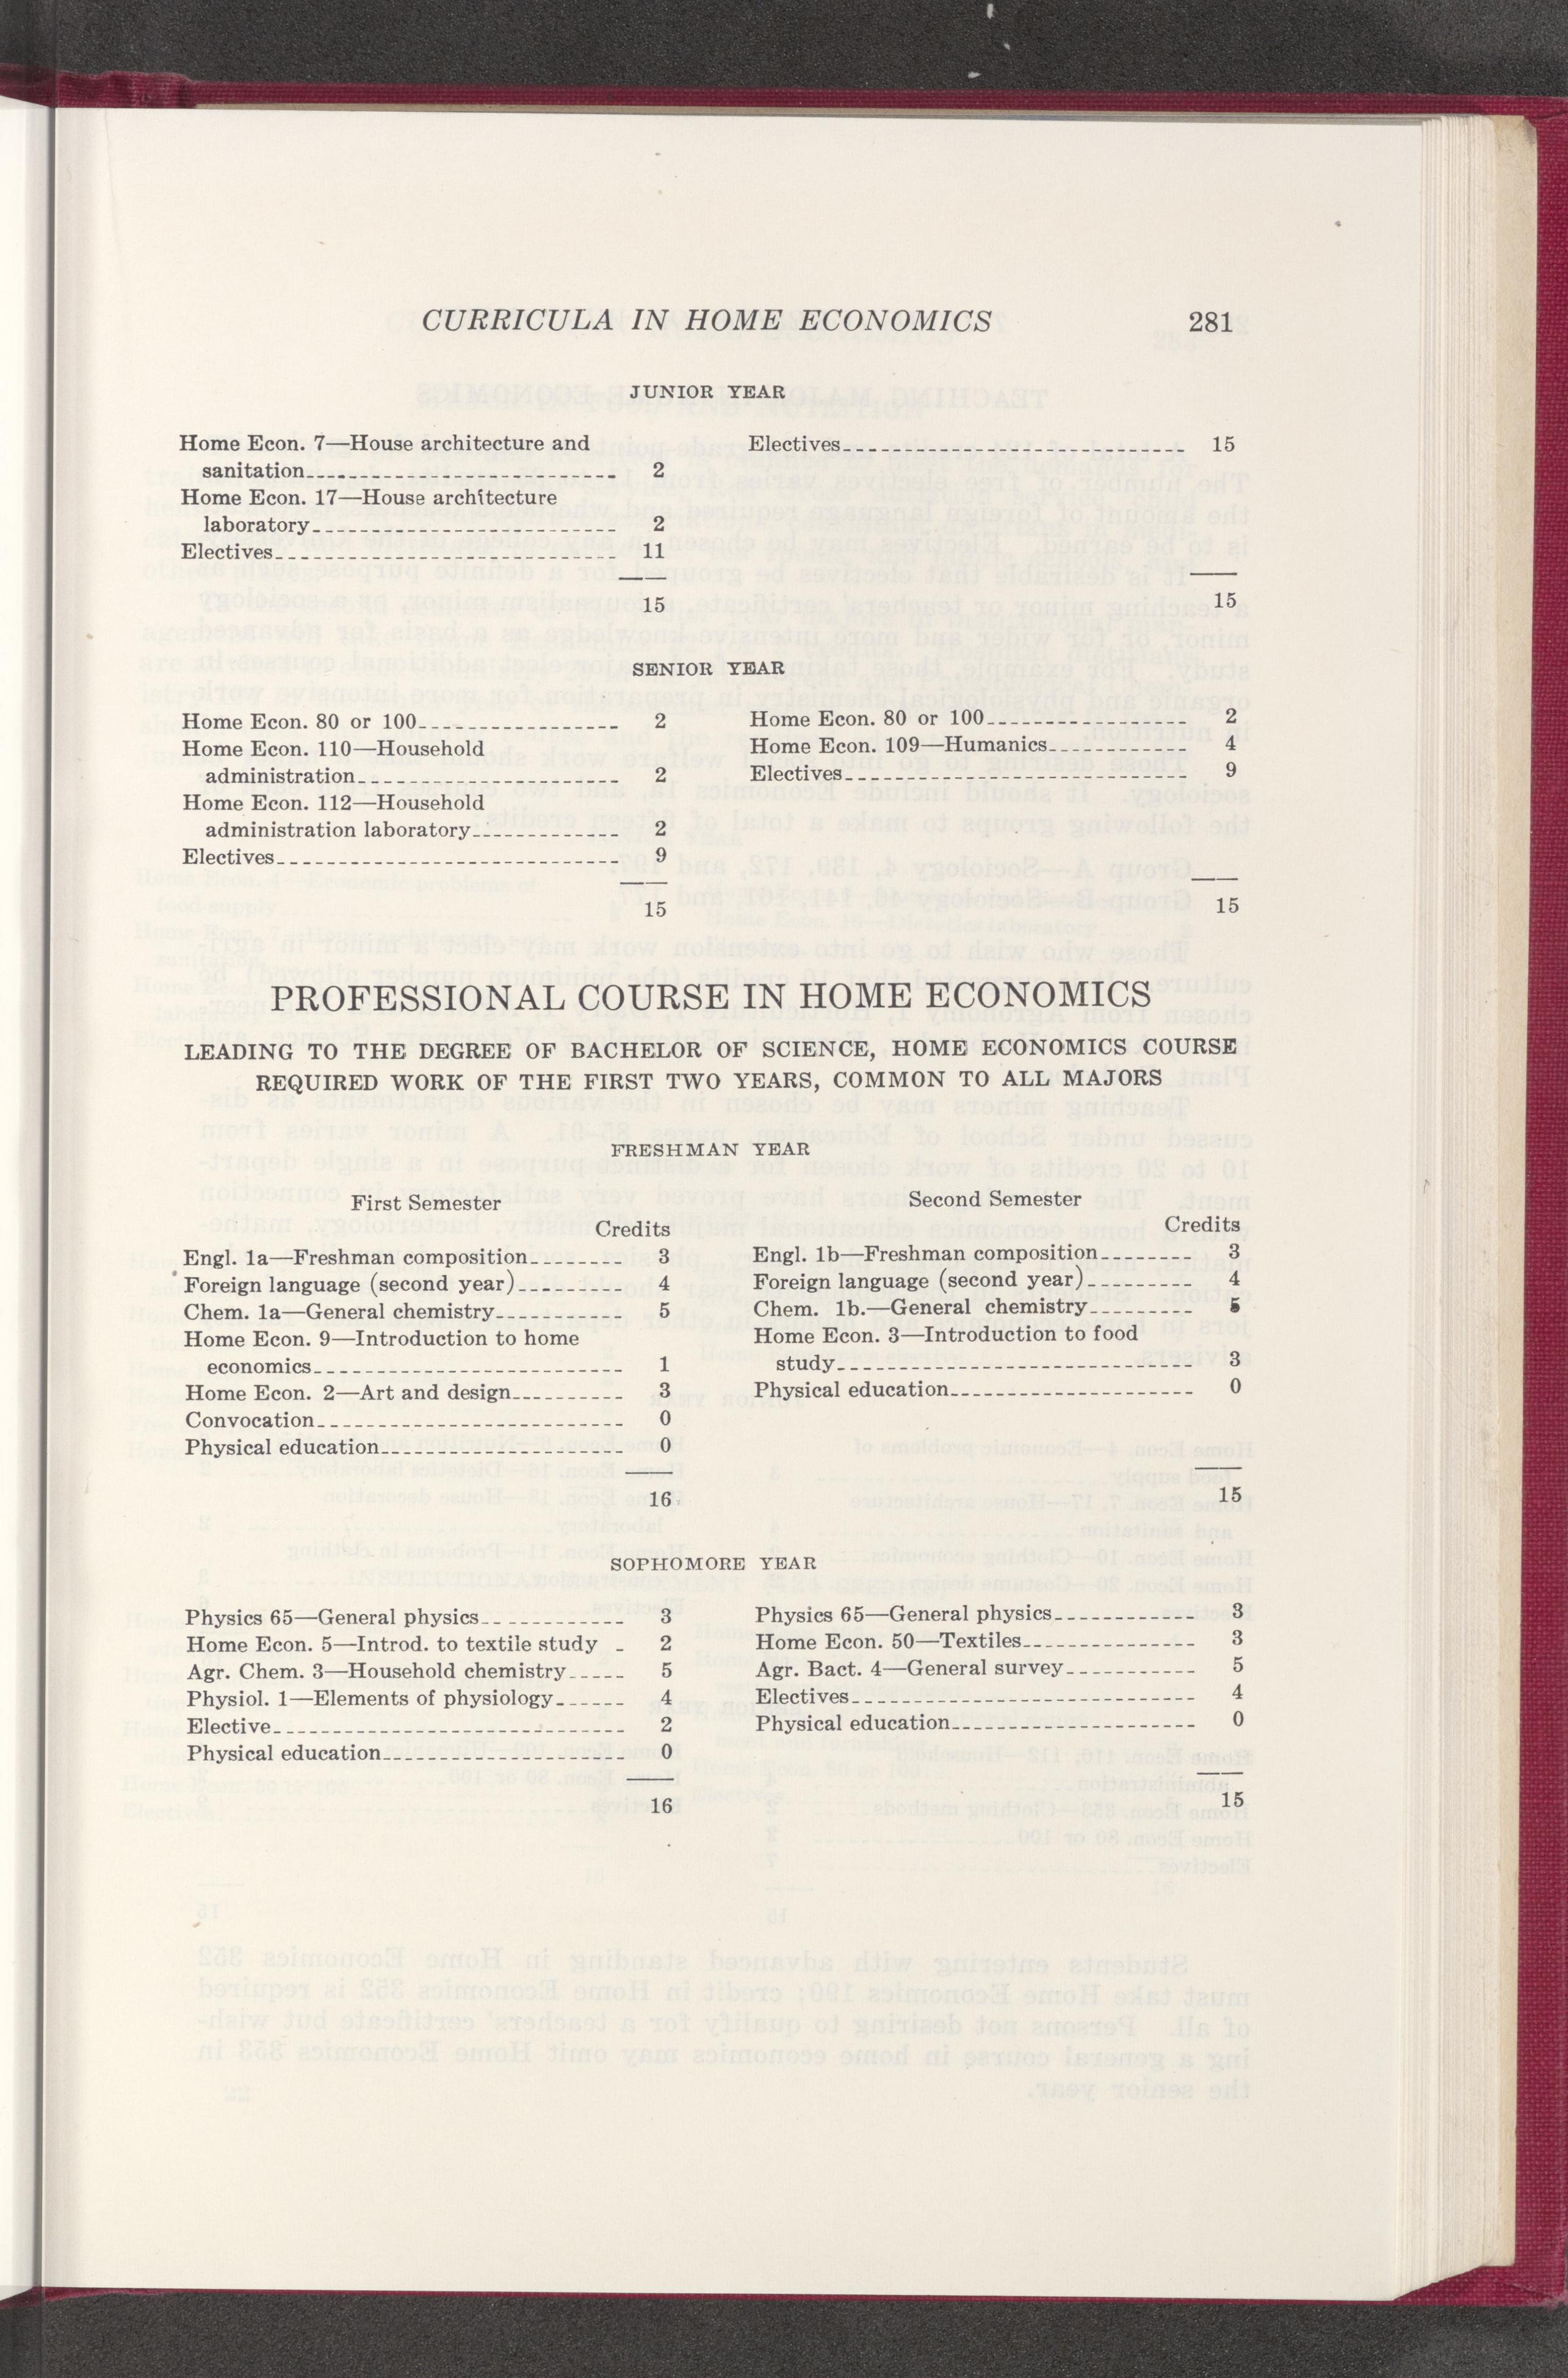 CURRICULA IN HOME ECONOMICS 281
JUNIOR YEAR
Home Econ. 7—House architecture and
sanitation 2
Home Econ. 17—House architecture
laboratory 2
Electives 11
15
Electives 15
15
SENIOR YEAR
Home Econ. 80 or 100 2
Home Econ. 110—Household
administration 2
Home Econ. 112—Household
administration laboratory 2
Electives 9
15
Home Econ. 80 or 100 2
Home Econ. 109—Humanics 4
Electives 9
15
PROFESSIONAL COURSE IN HOME ECONOMICS
LEADING TO THE DEGREE OF BACHELOR OF SCIENCE, HOME ECONOMICS COURSE
REQUIRED WORK OF THE FIRST TWO YEARS, COMMON TO ALL MAJORS
FRESHMAN YEAR
First Semester
Credits
Engl. 1a—Freshman composition 3
Foreign language (second year) 4
Chem. 1a—General chemistry 5
Home Econ. 9—Introduction to home
economics 1
Home Econ. 2—Art and design 3
Convocation 0
Physical education 0
16
Second Semester
Credits
Engl. 1b—Freshman composition 3
Foreign language (second year) 4
Chem. 1b.—General chemistry 5
Home Econ. 3—Introduction to food
study 3
Physical education 0
15
SOPHOMORE YEAR
Physics 65—General physics 3
Home Econ. 5—Introd. to textile study 2
Agr. Chem. 3—Household chemistry 5
Physiol. 1—Elements of physiology 4
Elective 2
Physical education 0
16
Physics 65—General physics 3
Home Econ. 50—Textiles 3
Agr. Bact. 4—General survey 5
Electives 4
Physical education 0
15